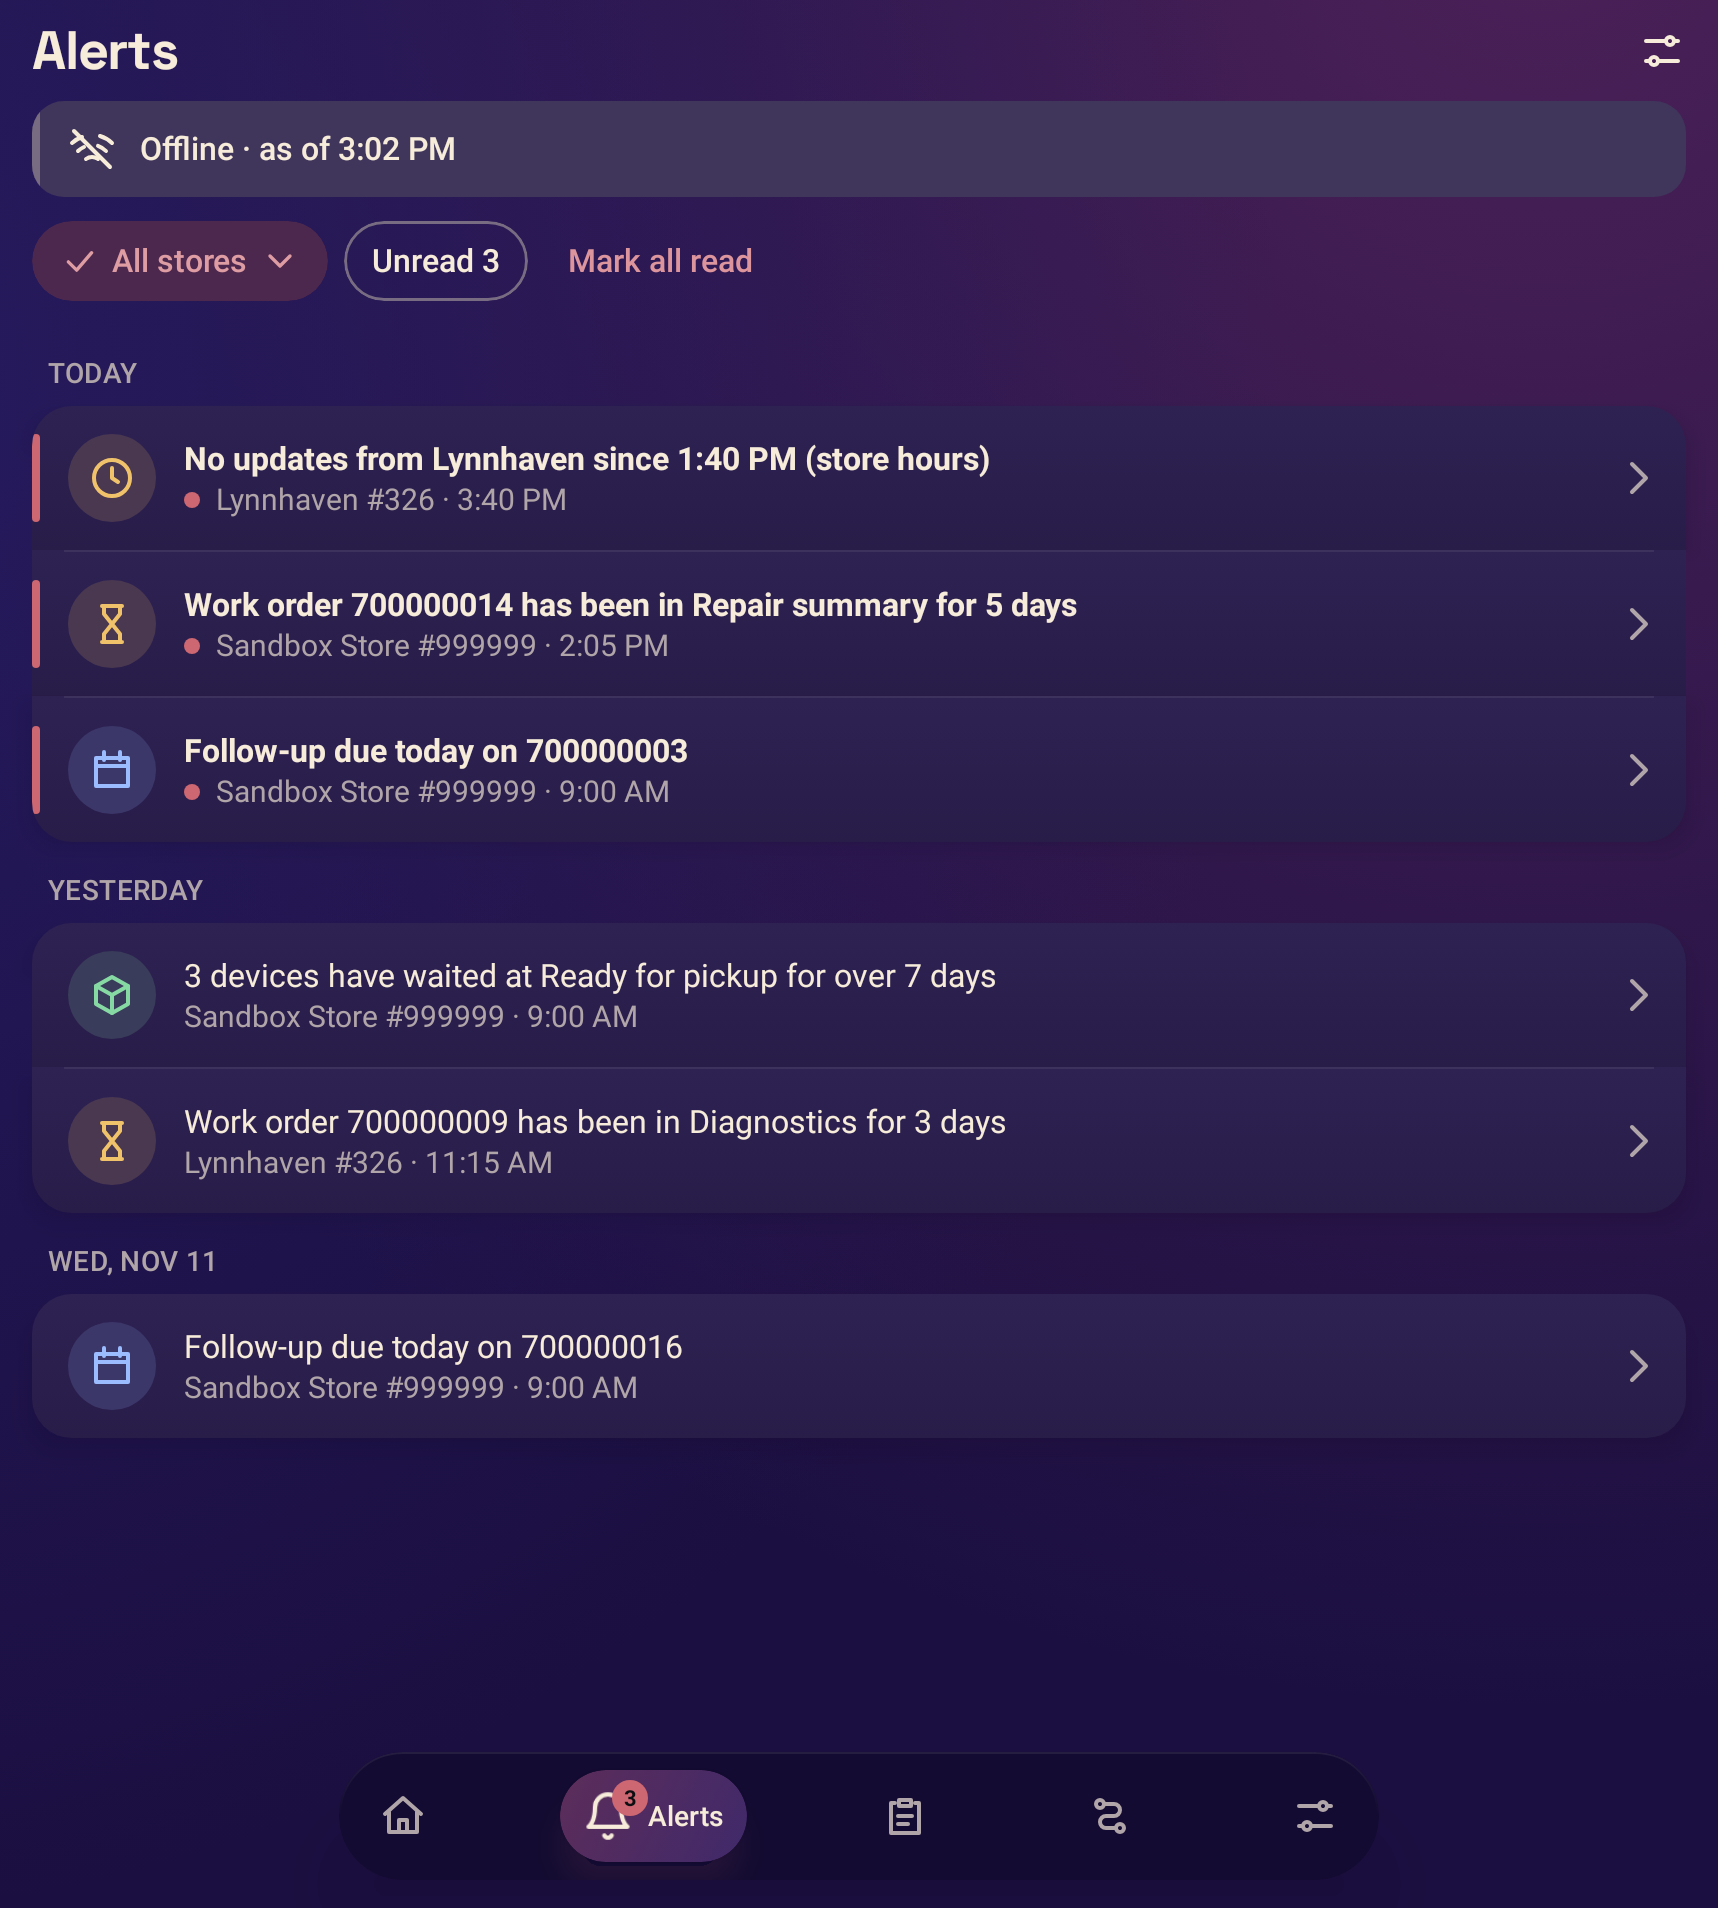 Alerts
Offline · as of 3:02 PM
All stores
Unread 3
Mark all read
TODAY
No updates from Lynnhaven since 1:40 PM (store hours)
Lynnhaven #326 · 3:40 PM
Work order 700000014 has been in Repair summary for 5 days
Sandbox Store #999999 · 2:05 PM
Follow-up due today on 700000003
Sandbox Store #999999 · 9:00 AM
YESTERDAY
3 devices have waited at Ready for pickup for over 7 days
Sandbox Store #999999 · 9:00 AM
Work order 700000009 has been in Diagnostics for 3 days
Lynnhaven #326 · 11:15 AM
WED, NOV 11
Follow-up due today on 700000016
Sandbox Store #999999 · 9:00 AM
3
Alerts